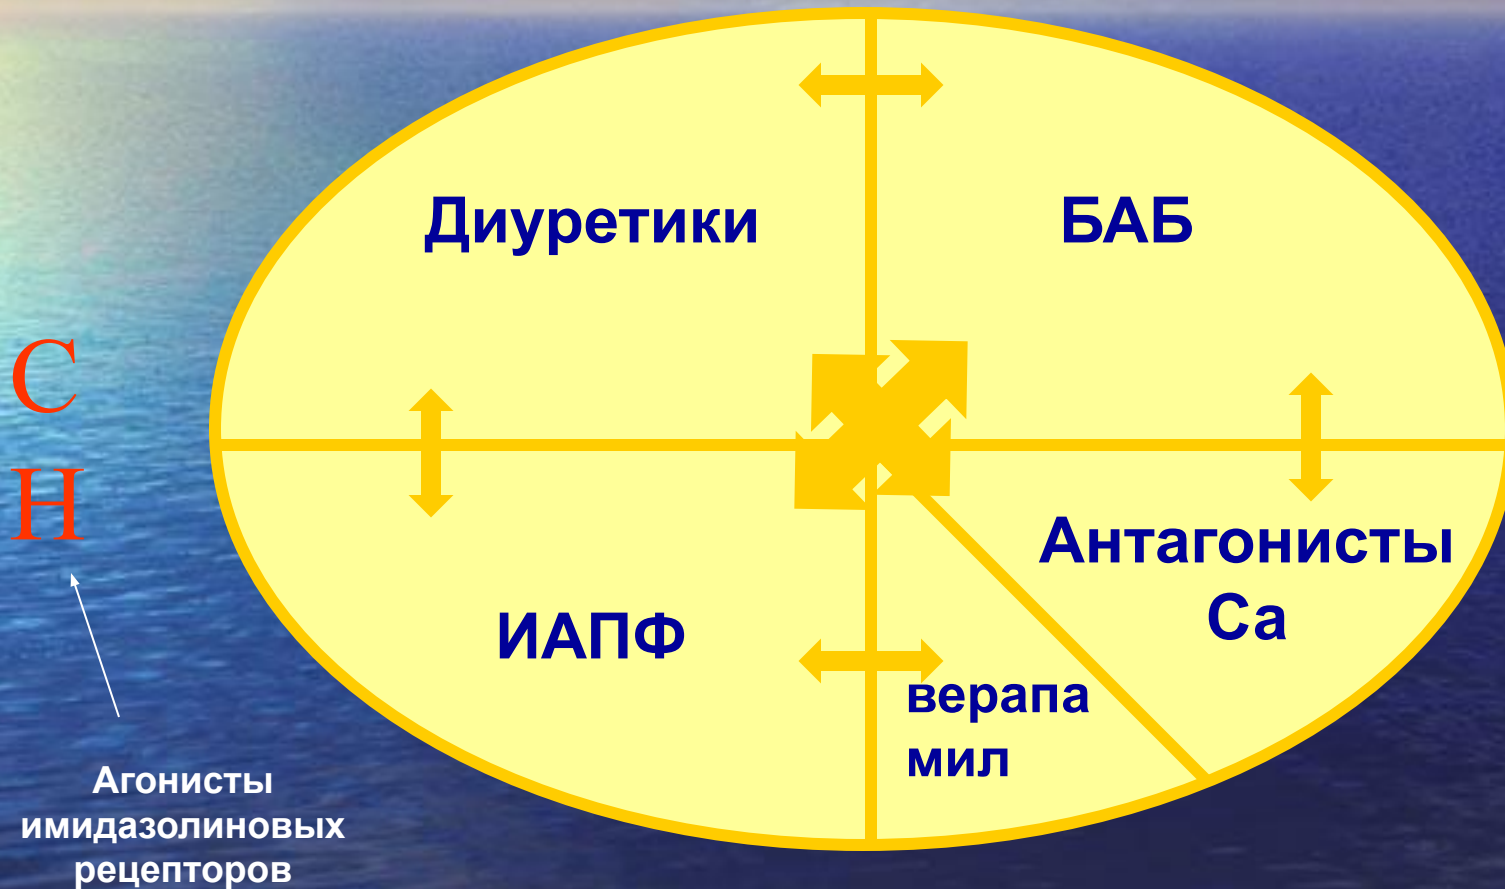 Диуретики
БАБ
С
Н
Антагонисты
Са
ИАПФ
верапа
мил
Агонисты
имидазолиновых
рецепторов